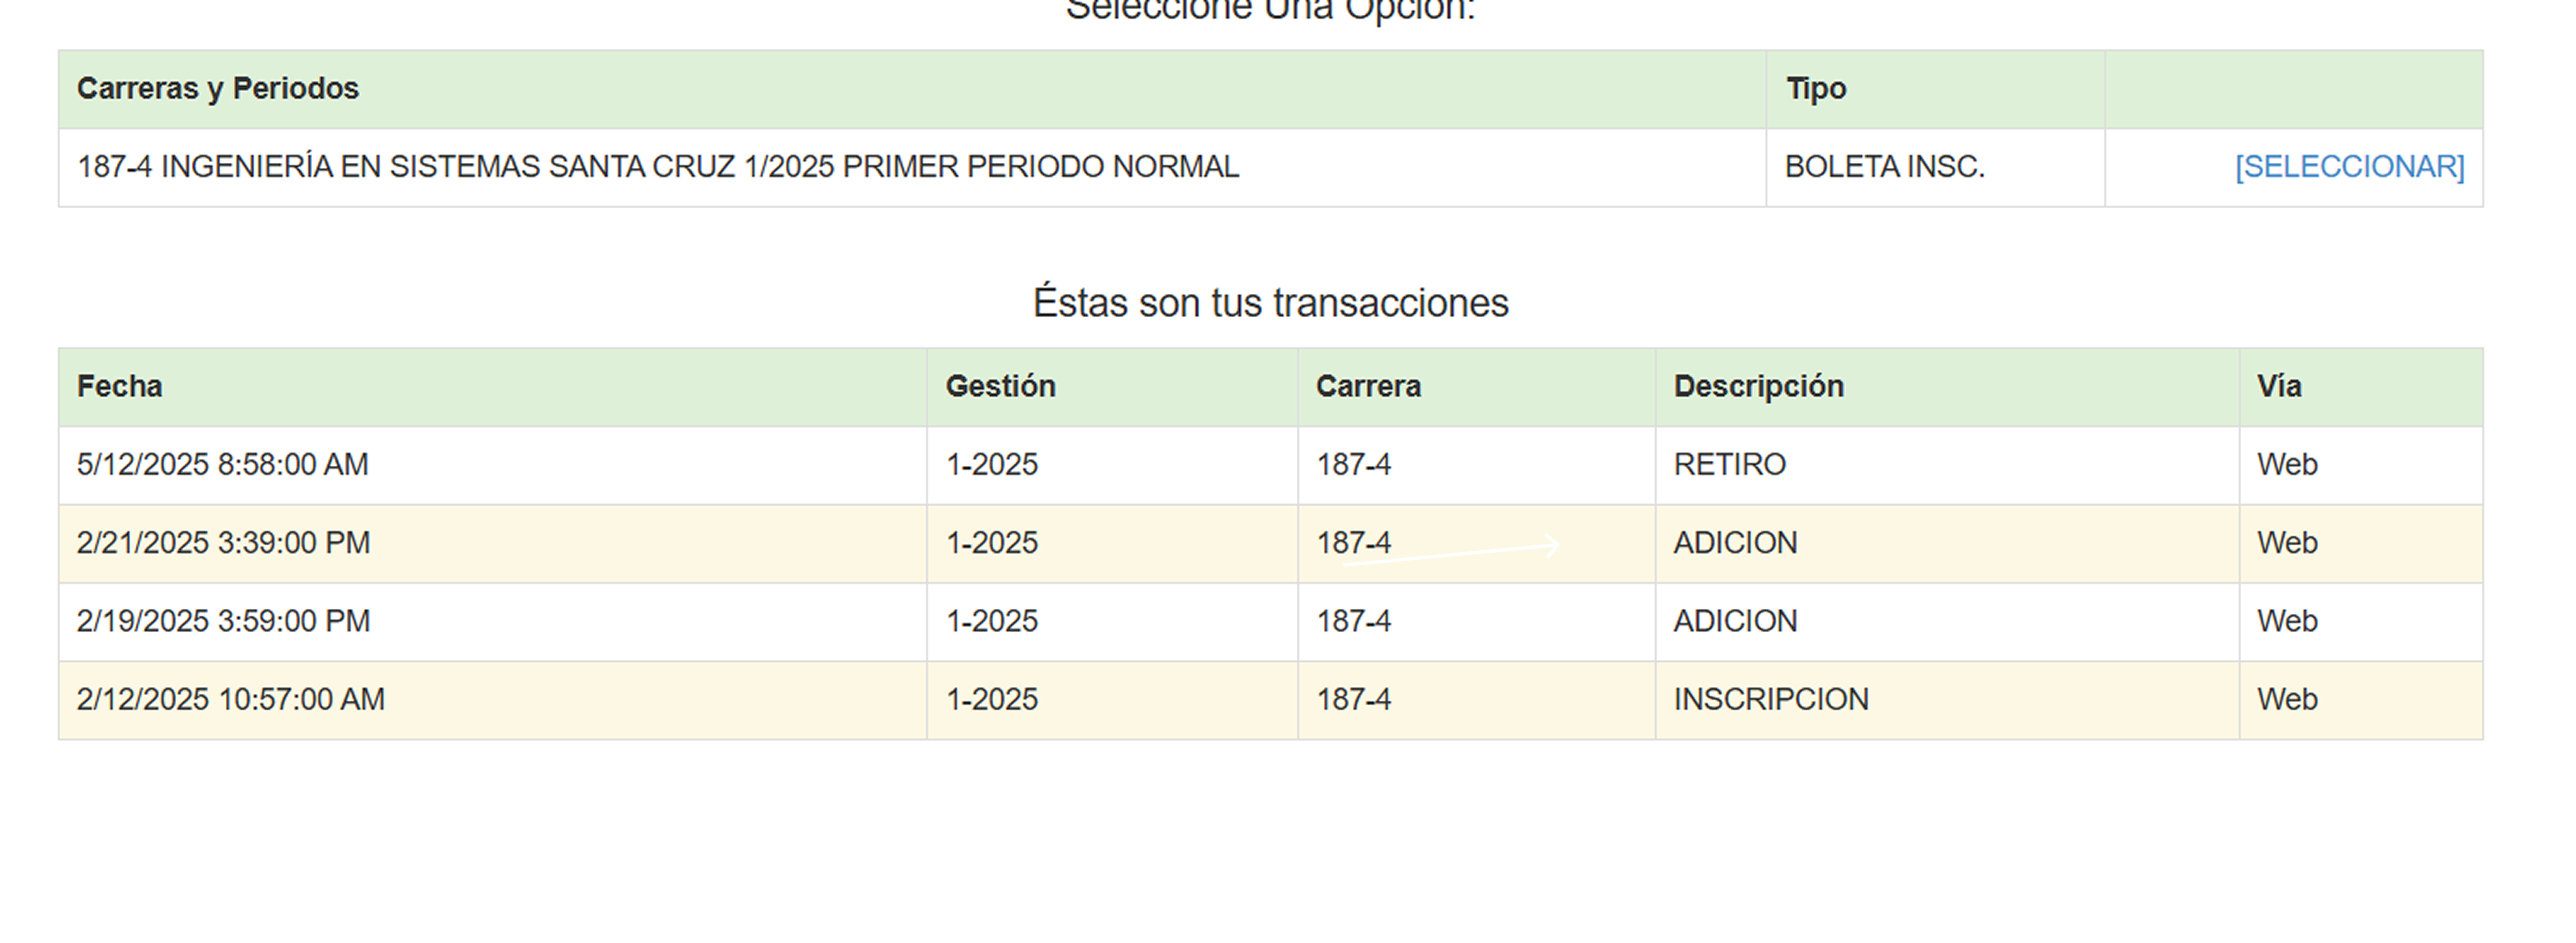 Seleccione Una Opción:
Carreras y Periodos Tipo
187-4 INGENIERÍA EN SISTEMAS SANTA CRUZ 1/2025 PRIMER PERIODO NORMAL BOLETA INSC. [SELECCIONAR]
Éstas son tus transacciones
Fecha Gestión Carrera Descripción Vía
5/12/2025 8:58:00 AM 1-2025 187-4 RETIRO Web
2/21/2025 3:39:00 PM 1-2025 187-4 ADICION Web
2/19/2025 3:59:00 PM 1-2025 187-4 ADICION Web
2/12/2025 10:57:00 AM 1-2025 187-4 INSCRIPCION Web